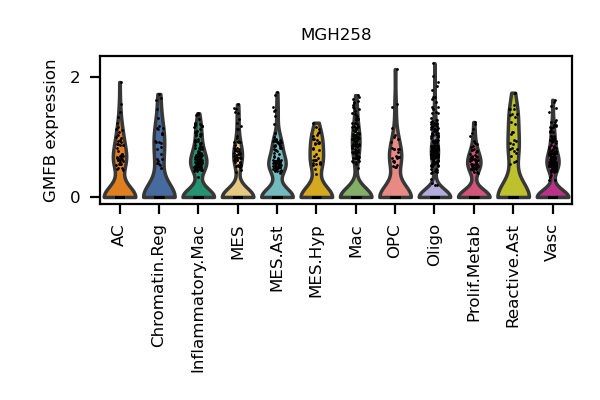 MGH258
GMFB expression
2
0
AC
Chromatin.Reg
Inflammatory.Mac
MES
MES.Ast
MES.Hyp
Mac
OPC
Oligo
Prolif.Metab
Reactive.Ast
Vasc